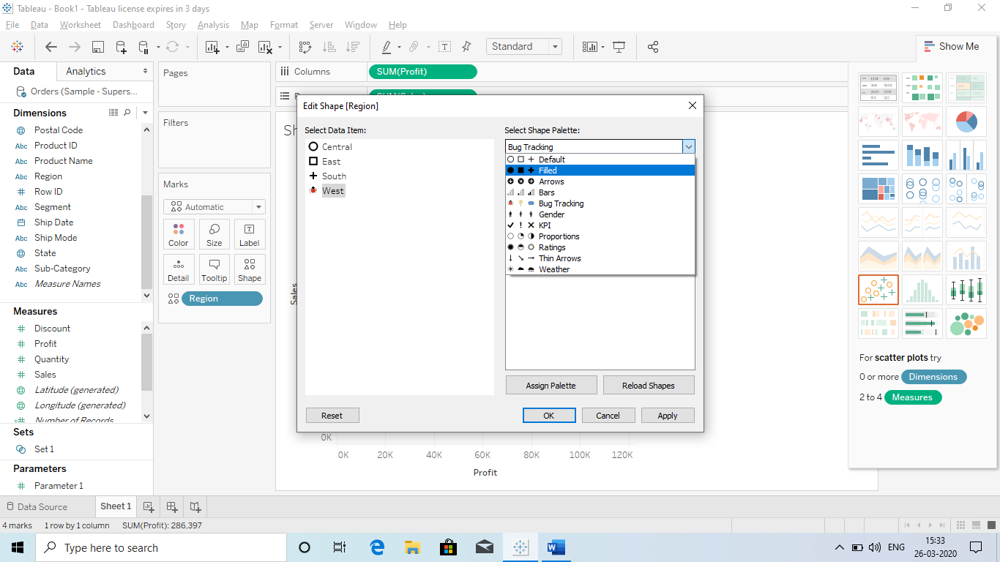 Tableau - Book1 - Tableau license expires in 3 days
File Data Worksheet Dashboard Story Analysis Map Format Server Window Help
Standard
Show Me
Data Analytics
Orders (Sample - Supers...
Dimensions
Postal Code
Abc Product ID
Abc Product Name
Abc Region
Row ID
Abc Segment
Ship Date
Abc Ship Mode
State
Abc Sub-Category
Abc Measure Names
Measures
Discount
Profit
Quantity
Sales
Latitude (generated)
Longitude (generated)
Number of Records
Sets
Set 1
Parameters
Parameter 1
Pages
Filters
Marks
Automatic
Color Size Label
Detail Tooltip Shape
Region
Columns SUM(Profit)
Sh
Sales
Edit Shape [Region]
Select Data Item:
Central
East
South
West
Select Shape Palette:
Bug Tracking
Default
Filled
Arrows
Bars
Bug Tracking
Gender
KPI
Proportions
Ratings
Thin Arrows
Weather
Assign Palette Reload Shapes
Reset OK Cancel Apply
0K
0K 20K 40K 60K 80K 100K 120K
Profit
For scatter plots try
0 or more Dimensions
2 to 4 Measures
Data Source Sheet 1
4 marks 1 row by 1 column SUM(Profit): 286,397
Type here to search
ENG
15:33
26-03-2020